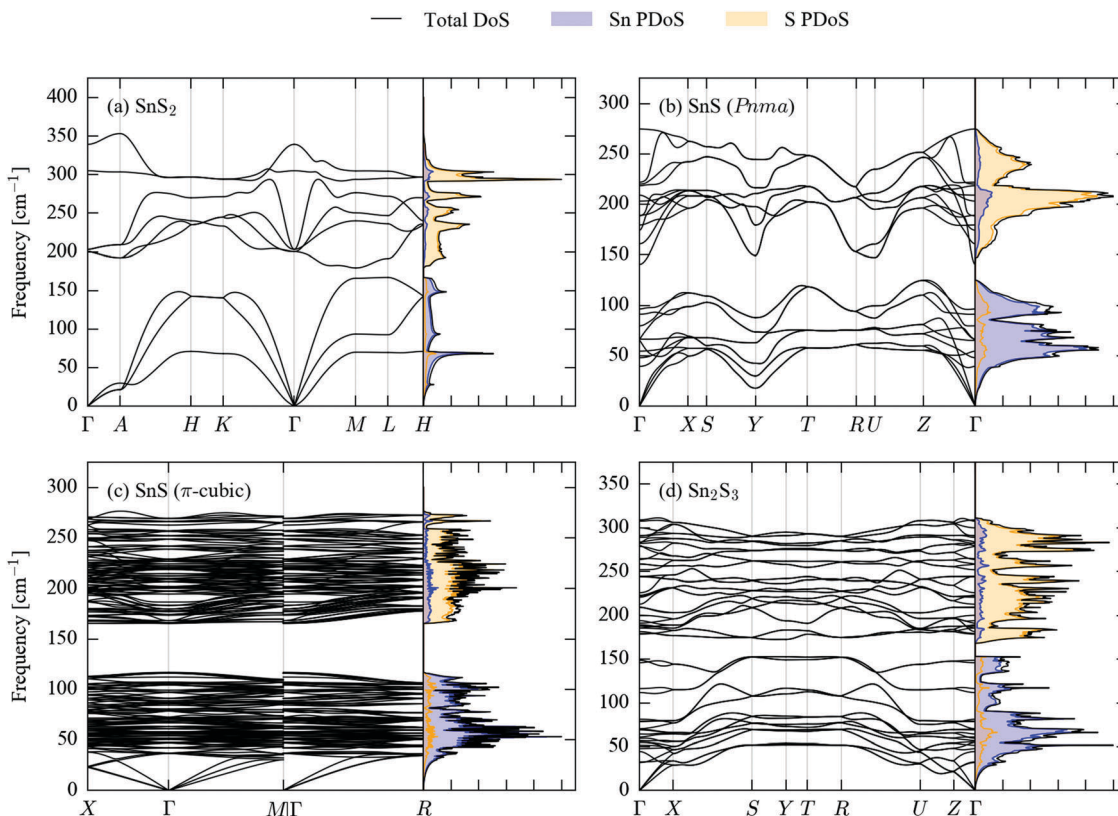 Total DoS Sn PDoS S PDoS
(a) SnS₂
Frequency [cm⁻¹]
400
350
300
250
200
150
100
50
0
Γ A H K Γ M L H
(b) SnS (Pnma)
300
250
200
150
100
50
0
Γ X S Y T R U Z Γ
(c) SnS (π-cubic)
Frequency [cm⁻¹]
300
250
200
150
100
50
0
X Γ M|Γ R
(d) Sn₂S₃
350
300
250
200
150
100
50
0
Γ X S Y T R U Z Γ